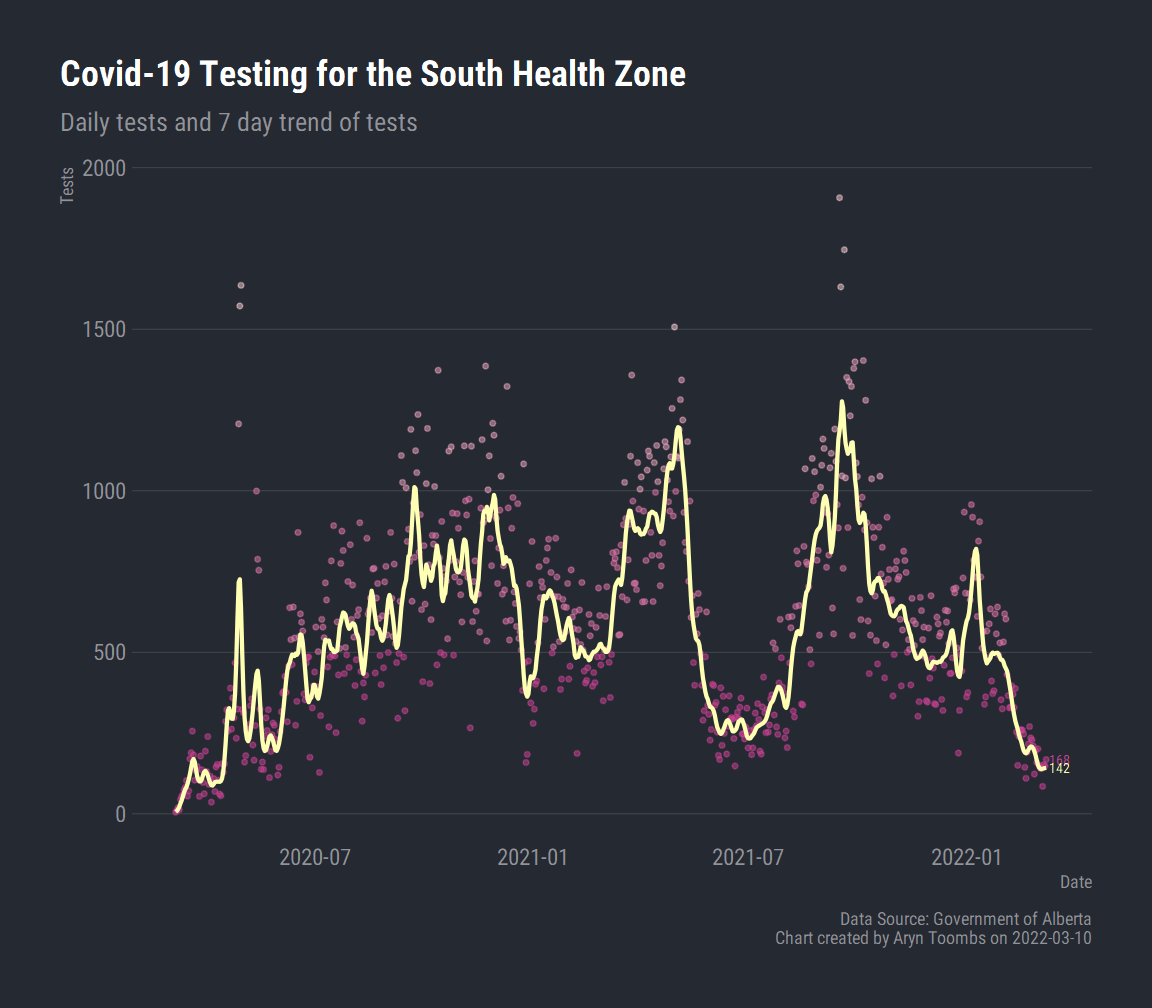 Covid-19 Testing for the South Health Zone
Daily tests and 7 day trend of tests
Tests
2000
1500
1000
500
0
168
142
2020-07 2021-01 2021-07 2022-01
Date
Data Source: Government of Alberta
Chart created by Aryn Toombs on 2022-03-10